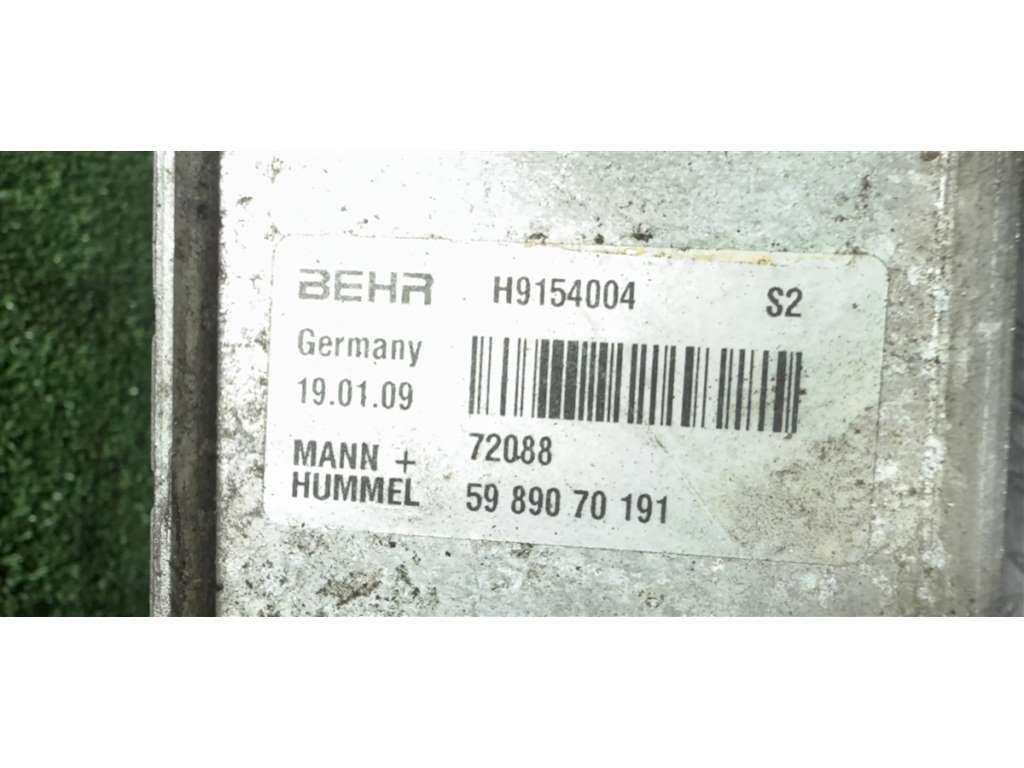 BEHR H9154004 S2
Germany
19.01.09
MANN + 72088
HUMMEL 59 890 70 191